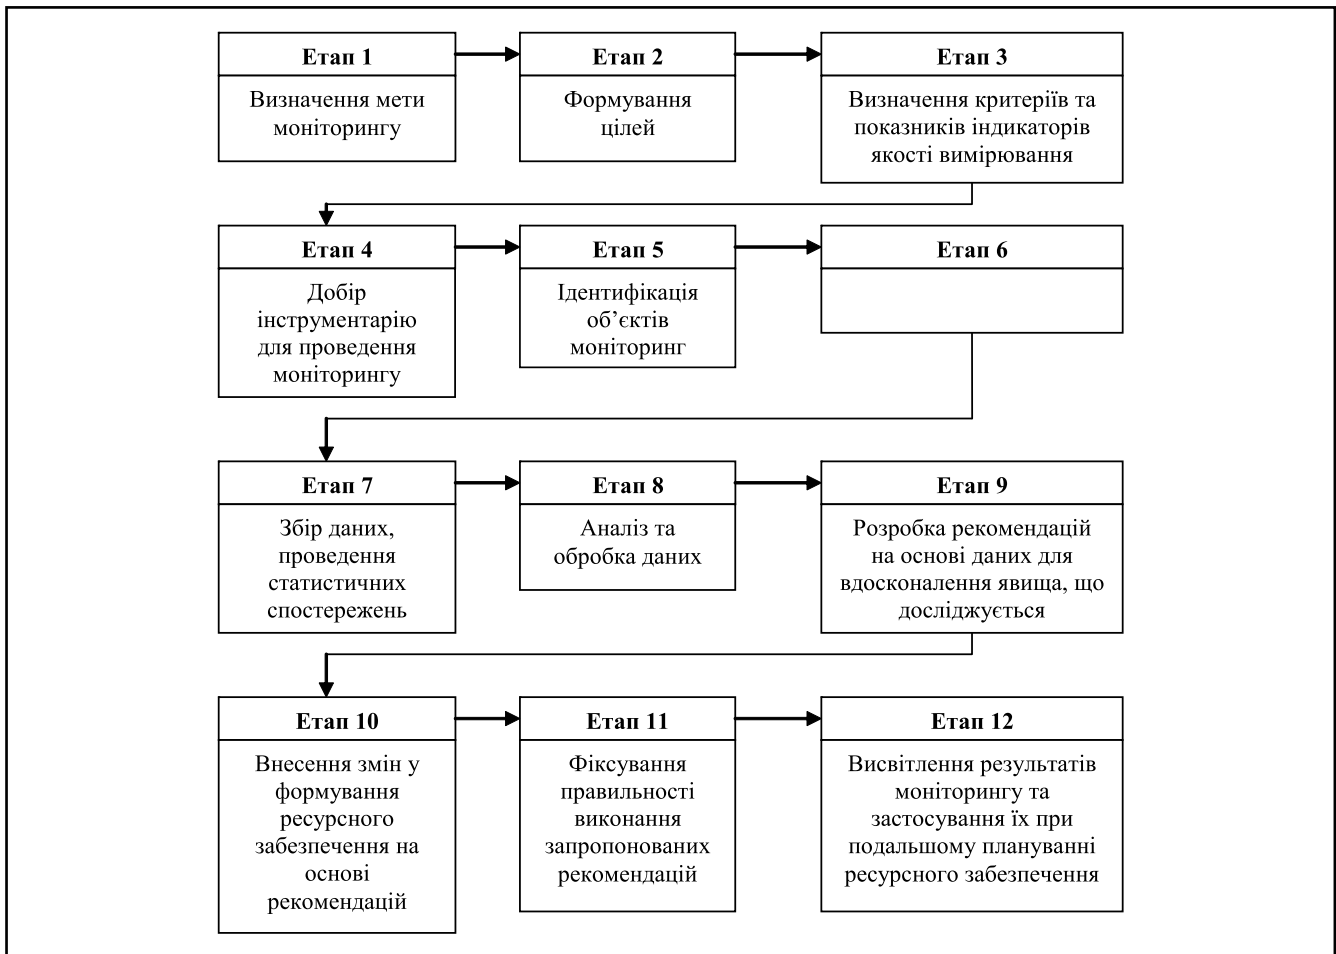 Етап 1
Визначення мети
моніторингу
Етап 2
Формування
цілей
Етап 3
Визначення критеріїв та
показників індикаторів
якості вимірювання
Етап 4
Добір
інструментарію
для проведення
моніторингу
Етап 5
Ідентифікація
об’єктів
моніторинг
Етап 6
Етап 7
Збір даних,
проведення
статистичних
спостережень
Етап 8
Аналіз та
обробка даних
Етап 9
Розробка рекомендацій
на основі даних для
вдосконалення явища, що
досліджується
Етап 10
Внесення змін у
формування
ресурсного
забезпечення на
основі
рекомендацій
Етап 11
Фіксування
правильності
виконання
запропонованих
рекомендацій
Етап 12
Висвітлення результатів
моніторингу та
застосування їх при
подальшому плануванні
ресурсного забезпечення